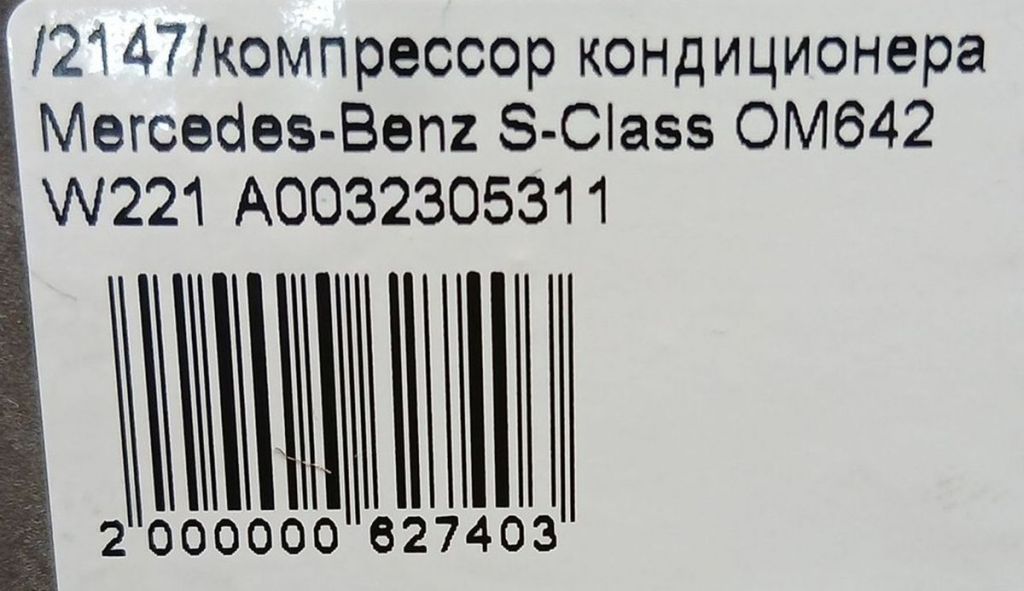 /2147/компрессор кондиционера
Mercedes-Benz S-Class OM642
W221 A0032305311
2 000000 627403